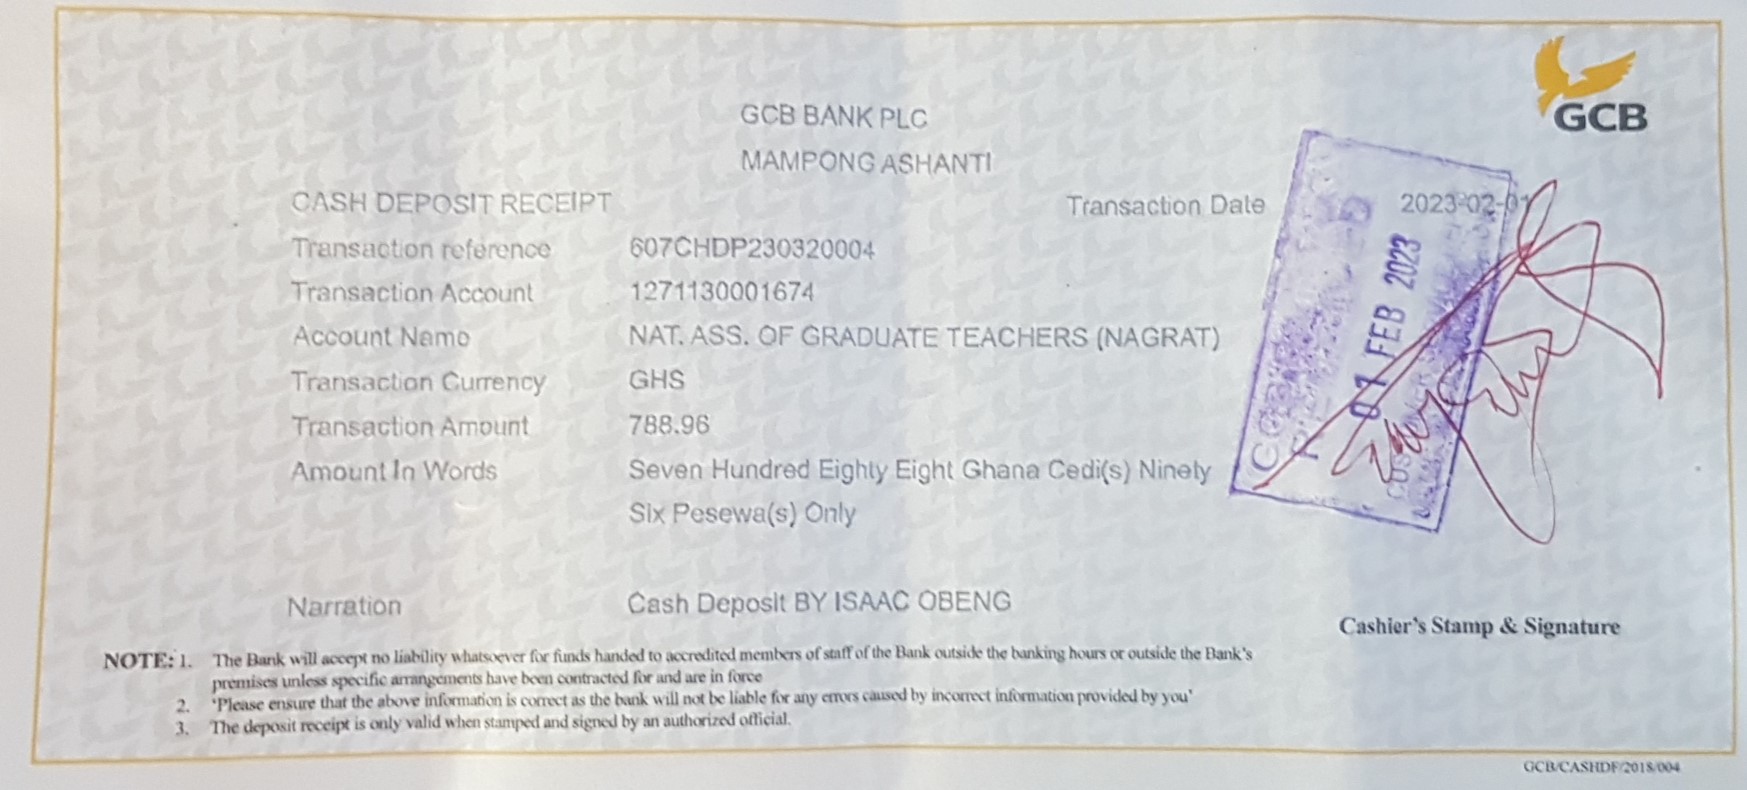 GCB
GCB BANK PLC
MAMPONG ASHANTI
CASH DEPOSIT RECEIPT Transaction Date 2023-02-01
Transaction reference 607CHDP230320004
Transaction Account 1271130001674
Account Name NAT. ASS. OF GRADUATE TEACHERS (NAGRAT)
Transaction Currency GHS
Transaction Amount 788.96
Amount In Words Seven Hundred Eighty Eight Ghana Cedi(s) Ninety
Six Pesewa(s) Only
01 FEB 2023
Narration Cash Deposit BY ISAAC OBENG
Cashier's Stamp & Signature
NOTE: 1. The Bank will accept no liability whatsoever for funds handed to accredited members of staff of the Bank outside the banking hours or outside the Bank's
premises unless specific arrangements have been contracted for and are in force
2. 'Please ensure that the above information is correct as the bank will not be liable for any errors caused by incorrect information provided by you'
3. The deposit receipt is only valid when stamped and signed by an authorized official.
GCB/CASHDF/2018/004